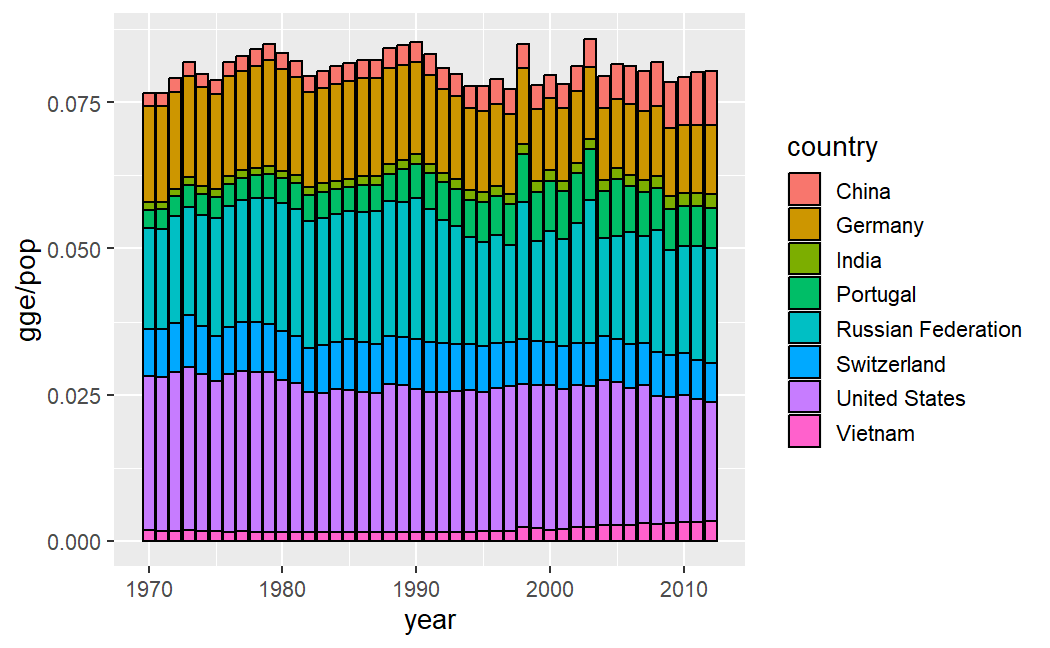 gge/pop
0.075
0.050
0.025
0.000
1970
1980
1990
2000
2010
year
country
China
Germany
India
Portugal
Russian Federation
Switzerland
United States
Vietnam